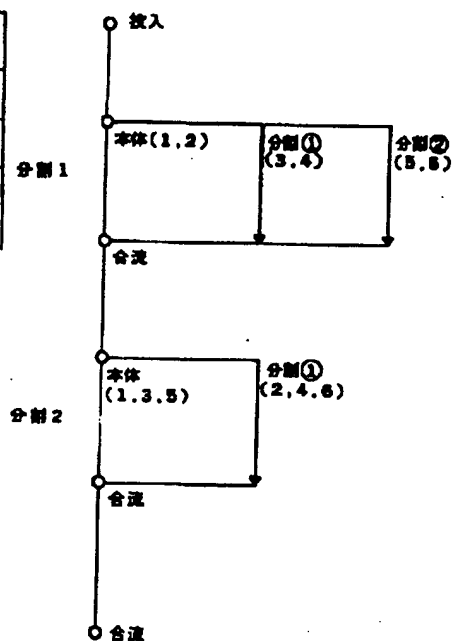 投入
本体(1,2)
分割①
(3,4)
分割②
(5,6)
分割1
合流
本体
(1.3.5)
分割①
(2,4.6)
分割2
合流
合流